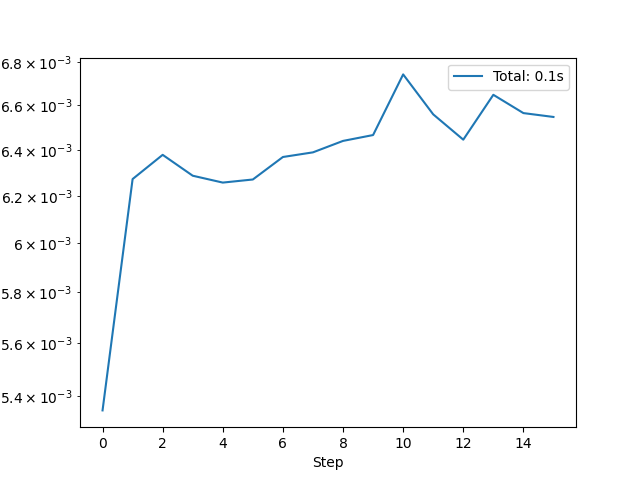 6.8 × 10⁻³
Total: 0.1s
6.6 × 10⁻³
6.4 × 10⁻³
6.2 × 10⁻³
6 × 10⁻³
5.8 × 10⁻³
5.6 × 10⁻³
5.4 × 10⁻³
0 2 4 6 8 10 12 14
Step